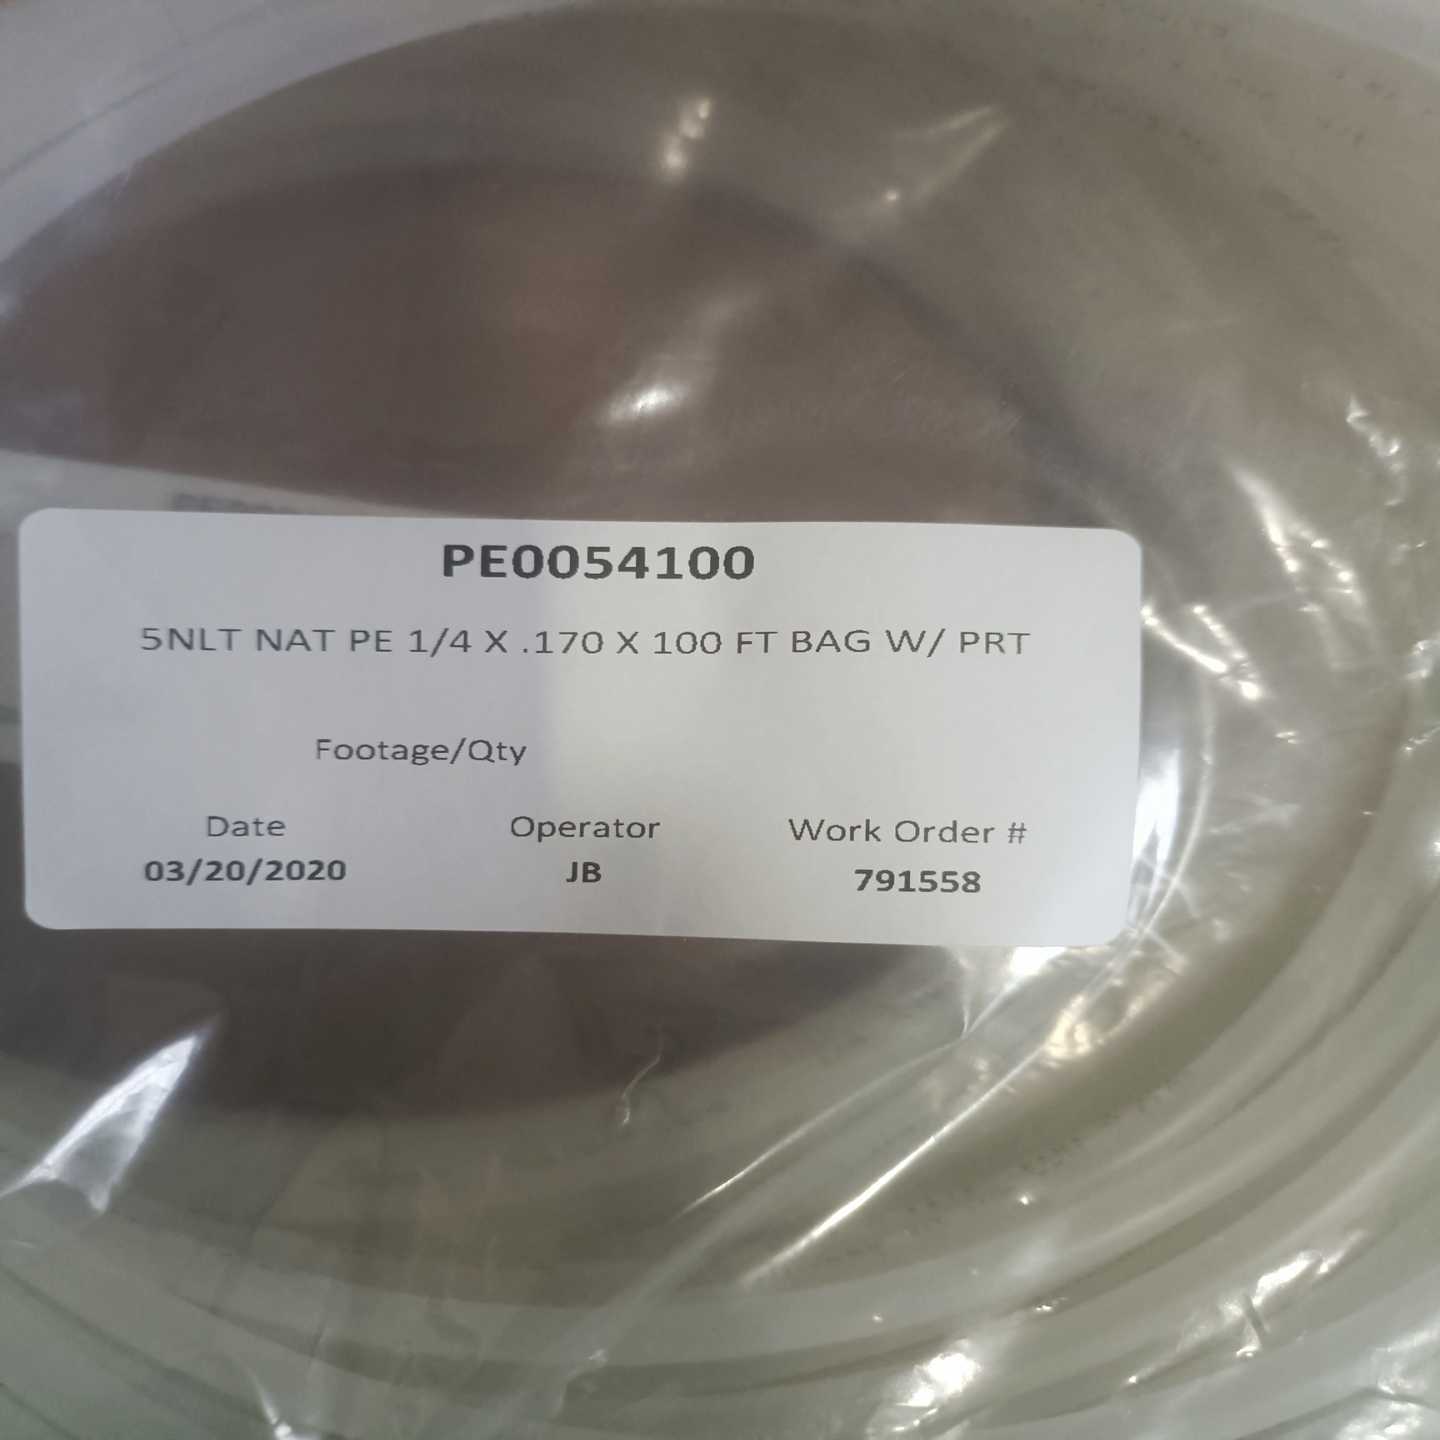 PE0054100
5NLT NAT PE 1/4 X .170 X 100 FT BAG W/ PRT
Footage/Qty
Date Operator Work Order #
03/20/2020 JB 791558